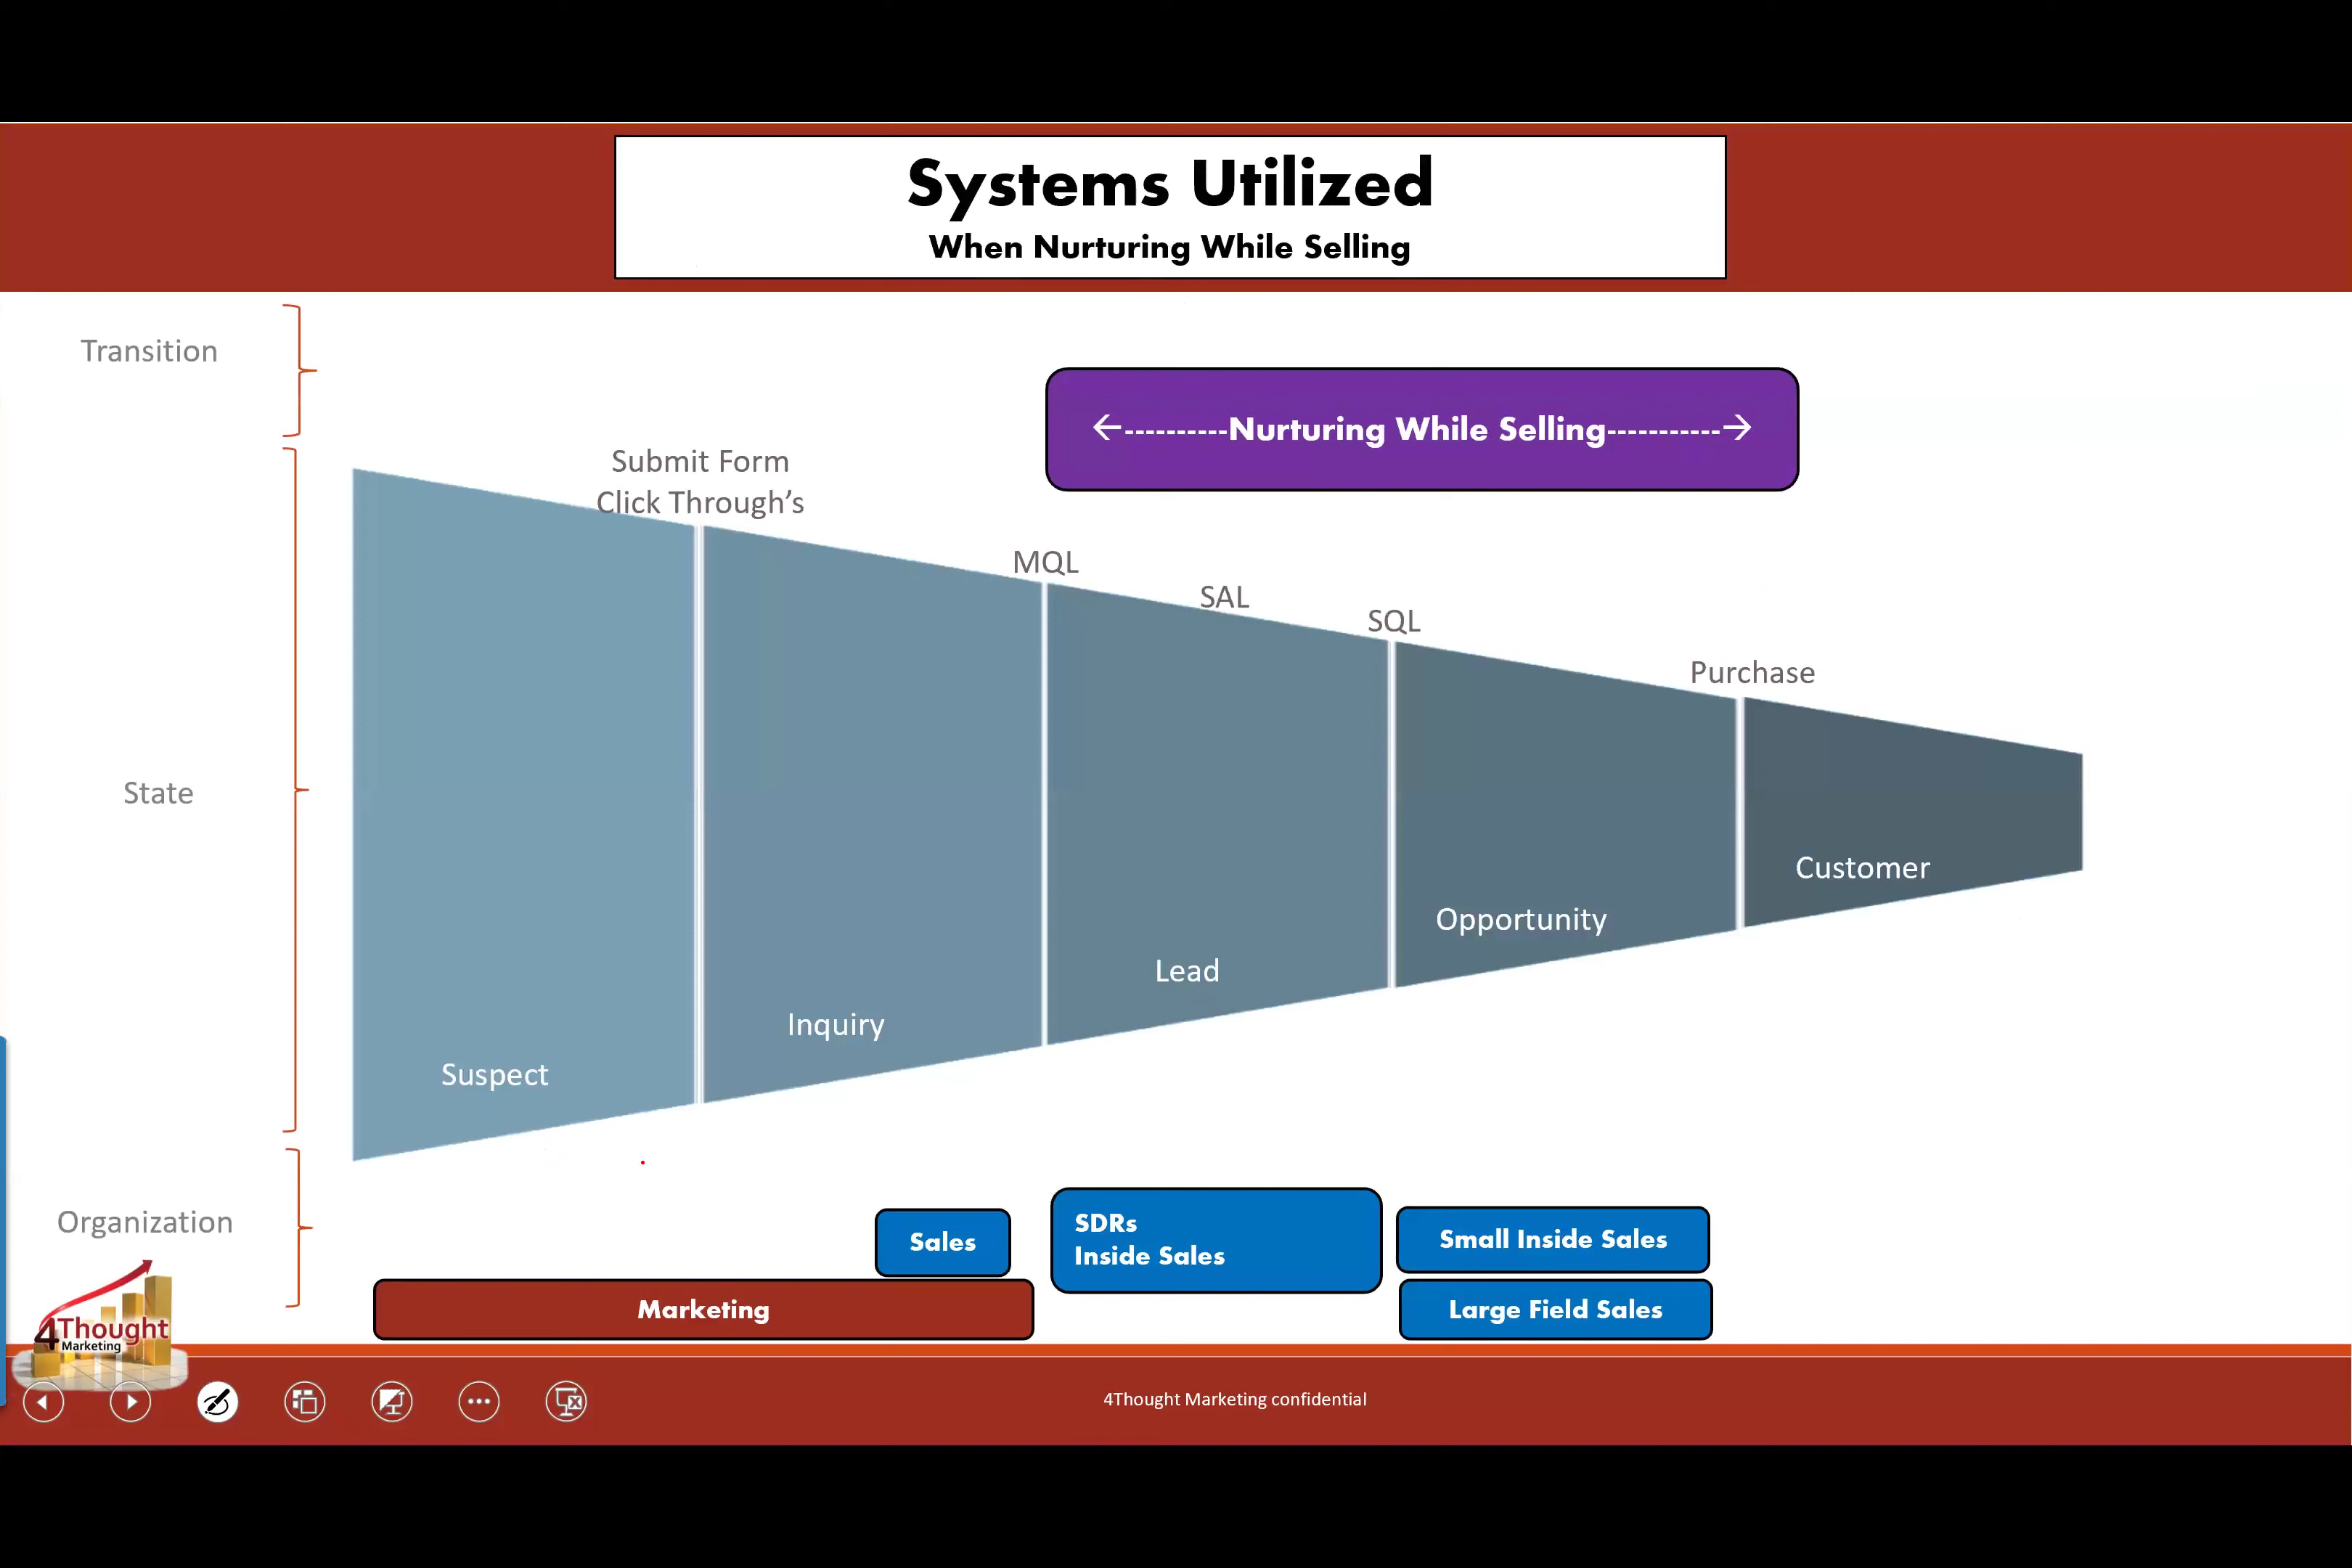 Systems Utilized
When Nurturing While Selling
Transition
←----------Nurturing While Selling-----------→
Submit Form
Click Through's
MQL
SAL
SQL
Purchase
State
Customer
Opportunity
Lead
Inquiry
Suspect
Organization
Sales
SDRs
Inside Sales
Small Inside Sales
Marketing
Large Field Sales
4Thought
Marketing
4Thought Marketing confidential